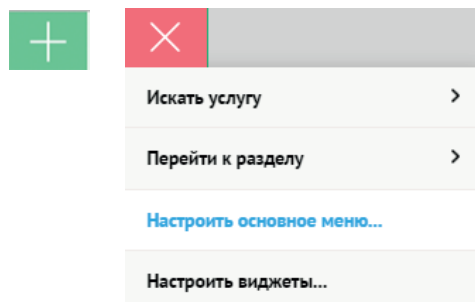 Искать услугу
Перейти к разделу
Настроить основное меню...
Настроить виджеты...